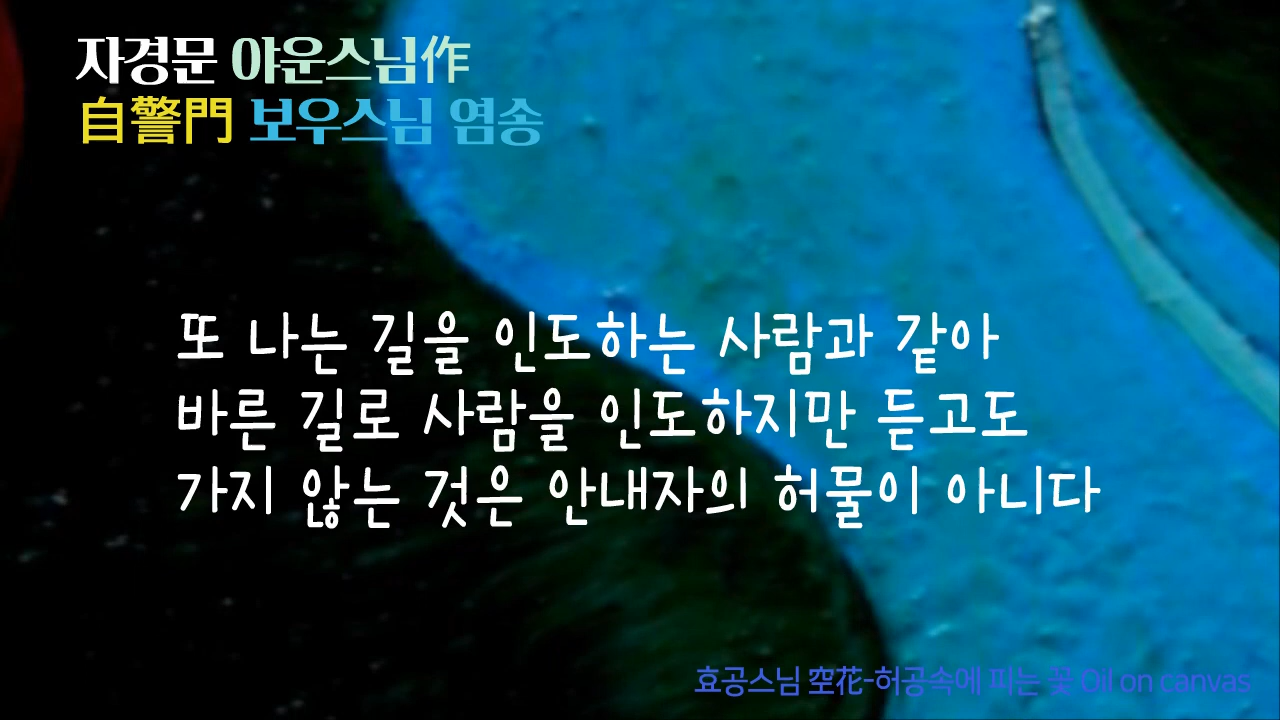 자경문 야운스님作
自警門 보우스님 염송
또 나는 길을 인도하는 사람과 같아
바른 길로 사람을 인도하지만 듣고도
가지 않는 것은 안내자의 허물이 아니다
효공스님 空花-허공속에 피는 꽃 Oil on canvas